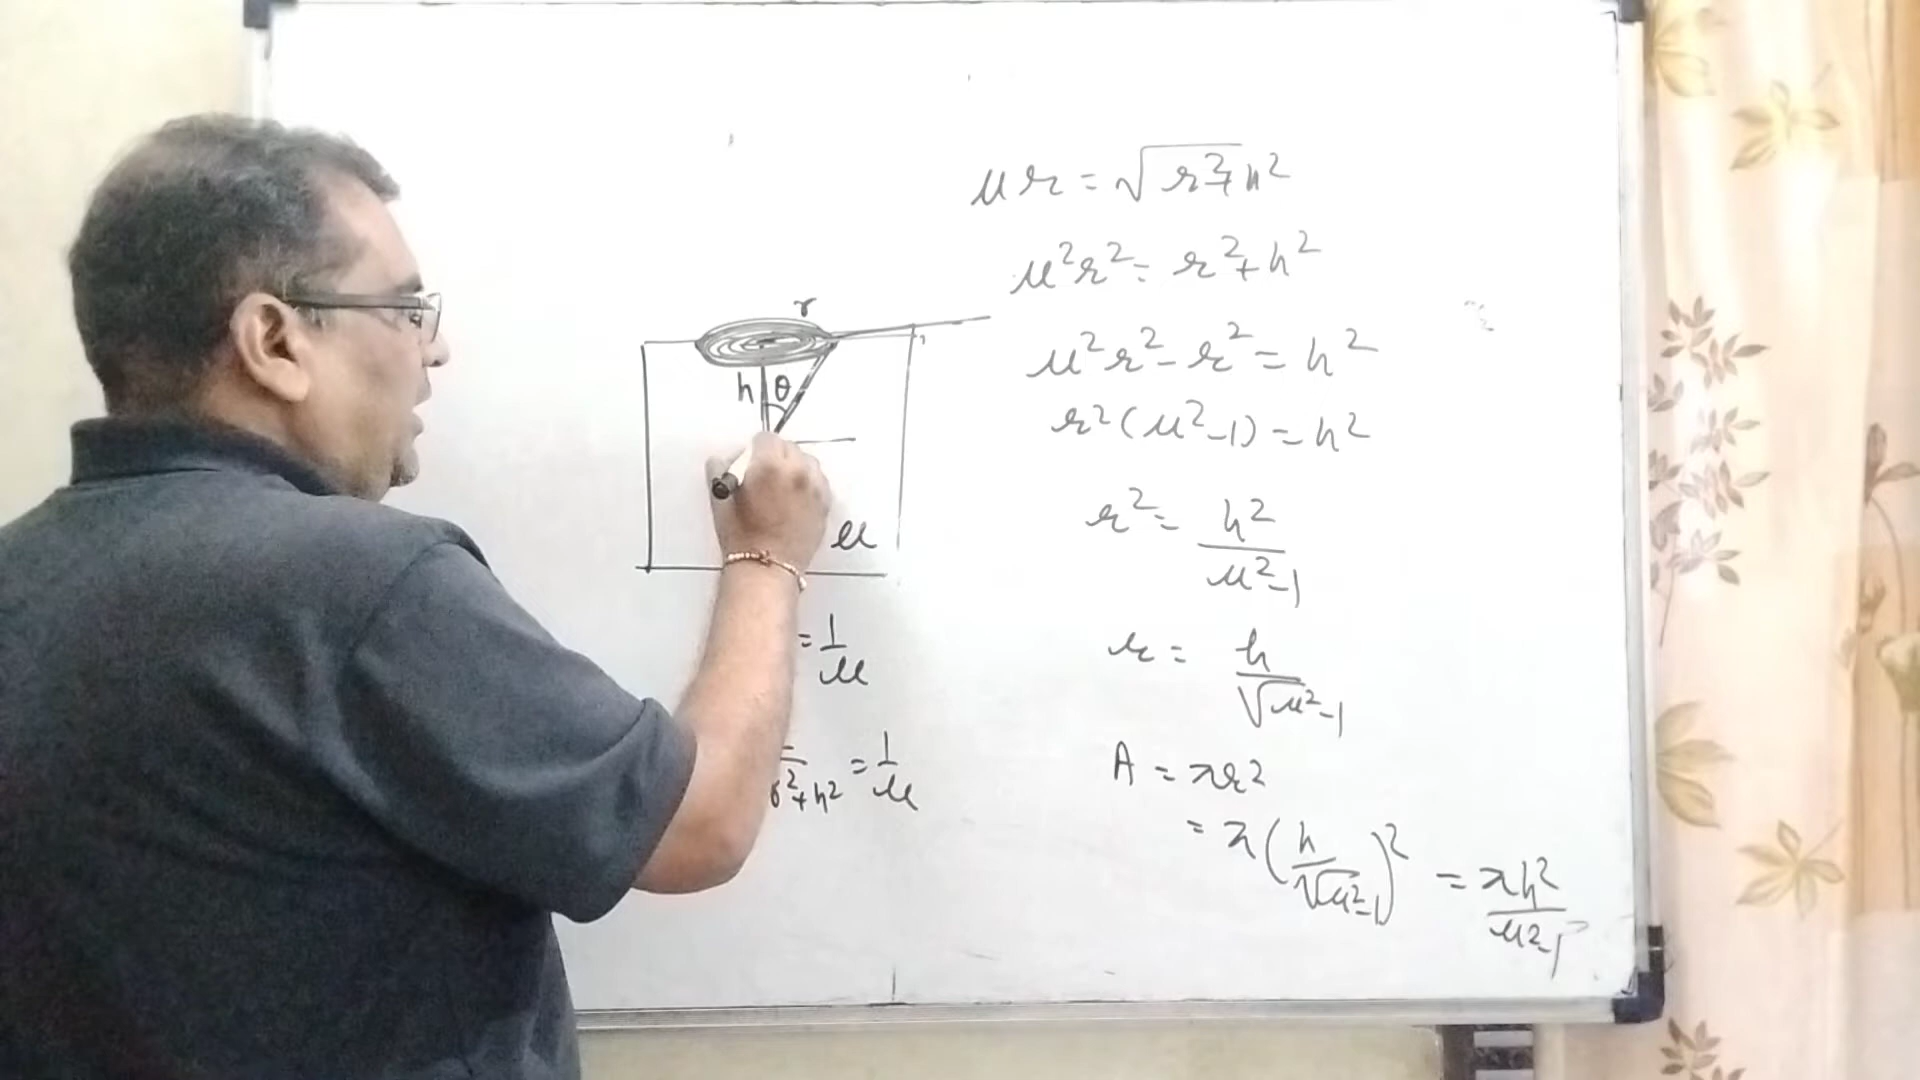 r
h θ
μ
= 1/μ
r²+h² = 1/μ
μr = √r²+h²
μ²r² = r²+h²
μ²r² - r² = h²
r²(μ²-1) = h²
r² = h²/μ²-1
r = h/√μ²-1
A = πr²
= π(h/√μ²-1)² = πh²/μ²-1